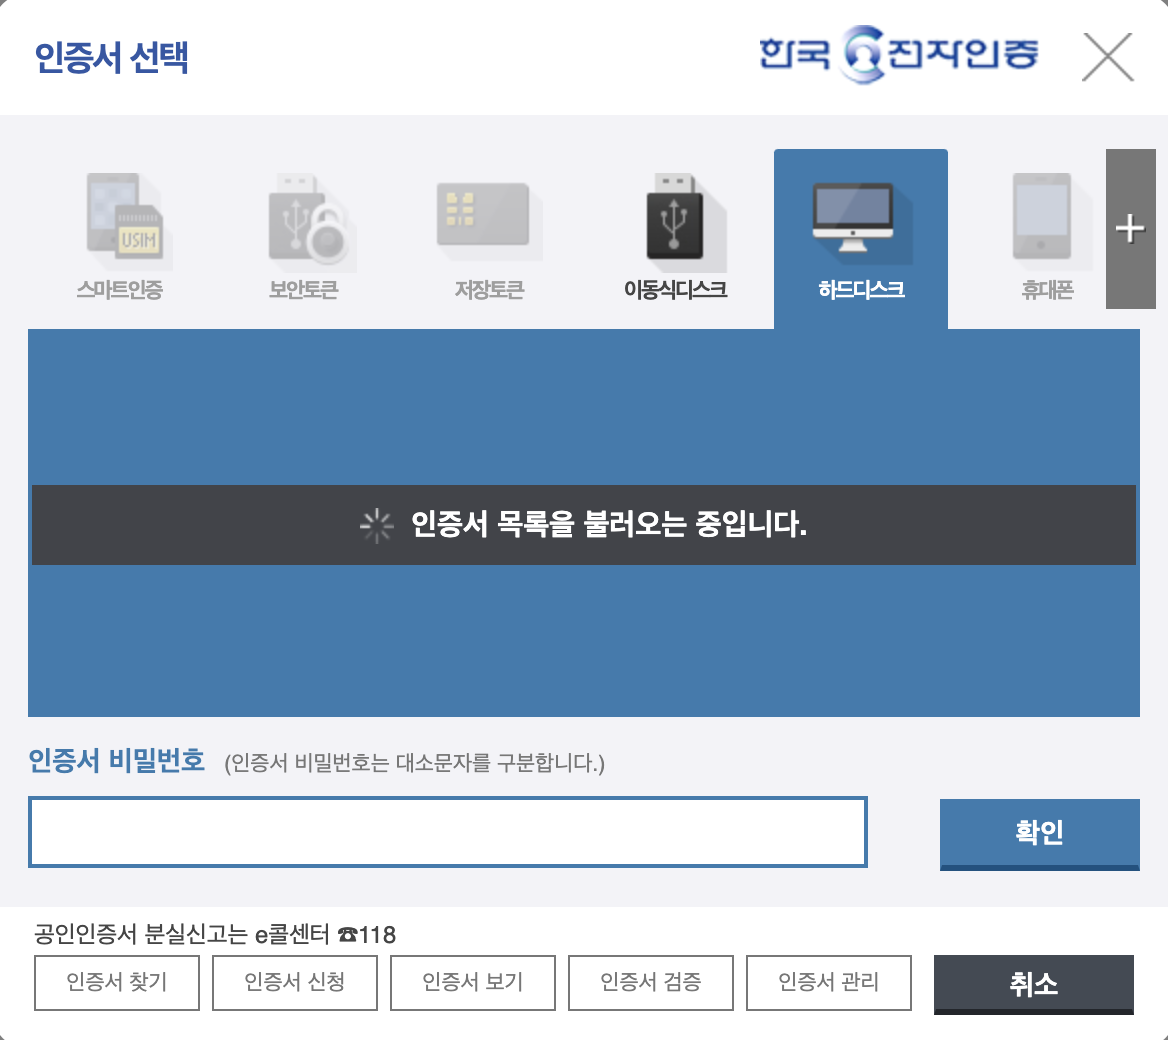 인증서 선택
한국전자인증
USIM
스마트인증 보안토큰 저장토큰 이동식디스크 하드디스크 휴대폰 +
인증서 목록을 불러오는 중입니다.
인증서 비밀번호 (인증서 비밀번호는 대소문자를 구분합니다.)
확인
공인인증서 분실신고는 e콜센터 ☎118
인증서 찾기 인증서 신청 인증서 보기 인증서 검증 인증서 관리 취소